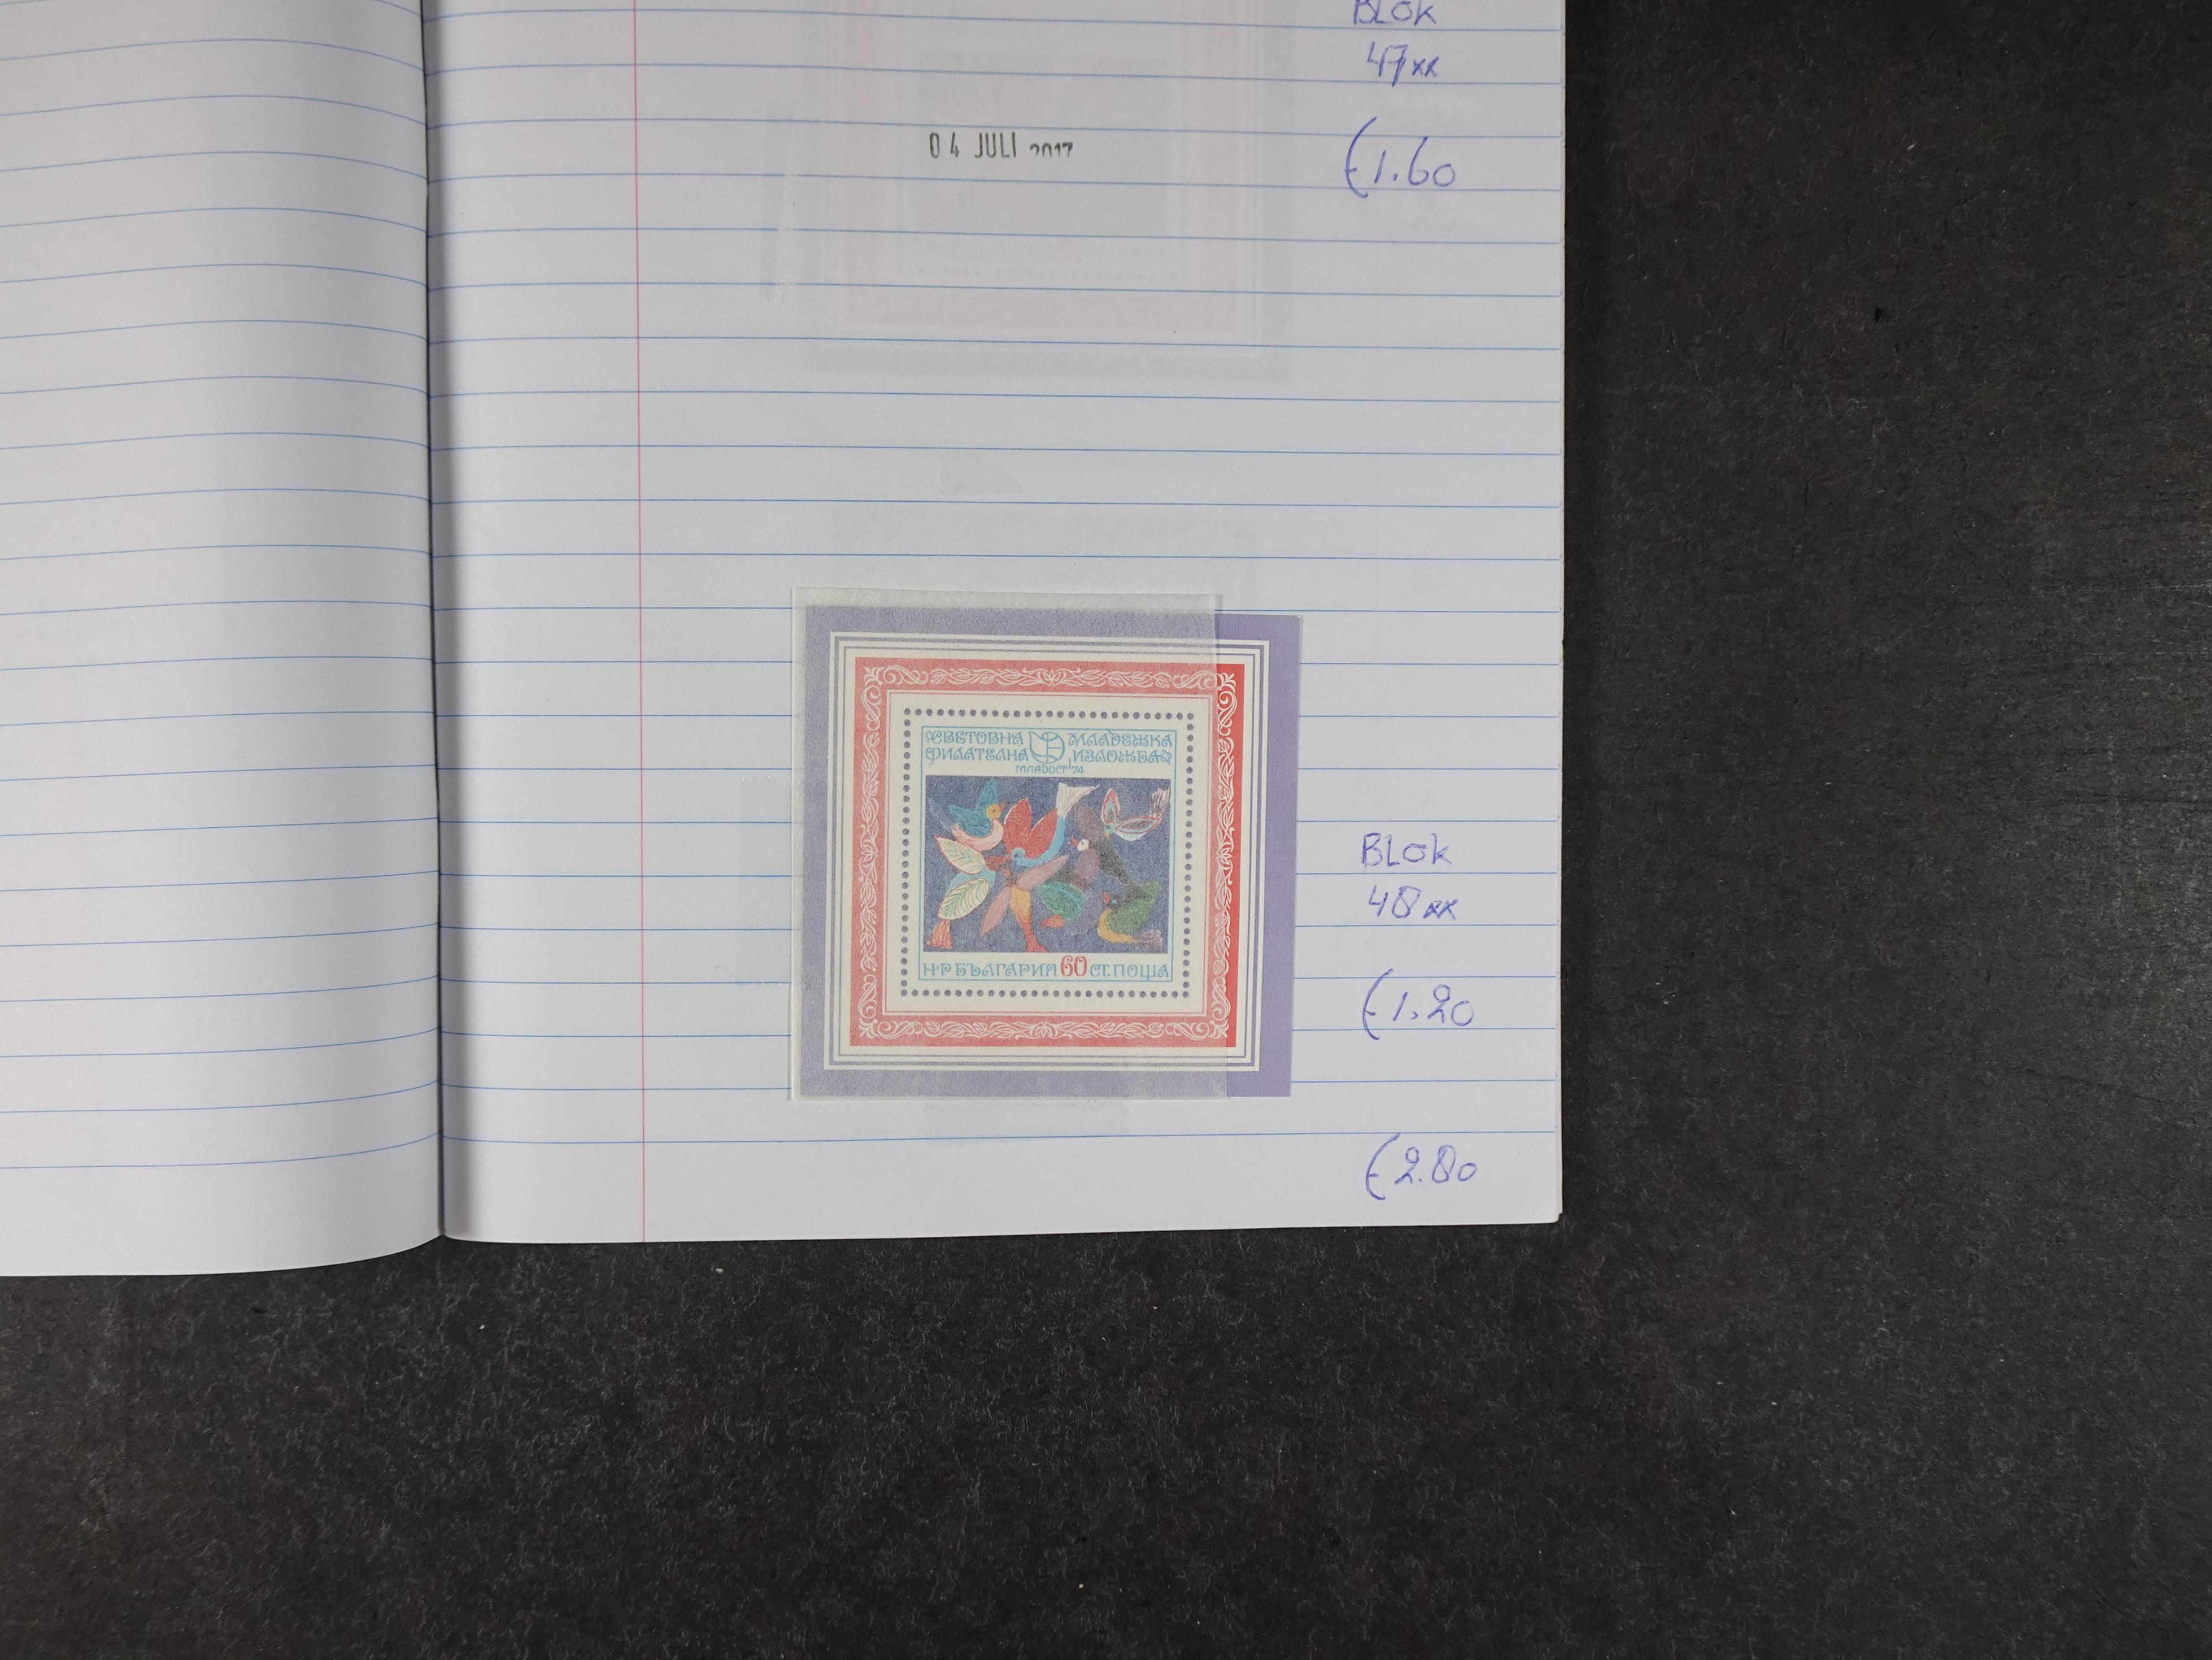 BLOK
47xx
€1.60
04 JULI 2017
СВЕТОВНА МЛАДЕЖКА
ФИЛАТЕЛНА ИЗЛОЖБА
МЛАДОСТ '74
НР БЪЛГАРИЯ 60 СТ. ПОЩА
BLOK
48xx
€1.20
€2.80